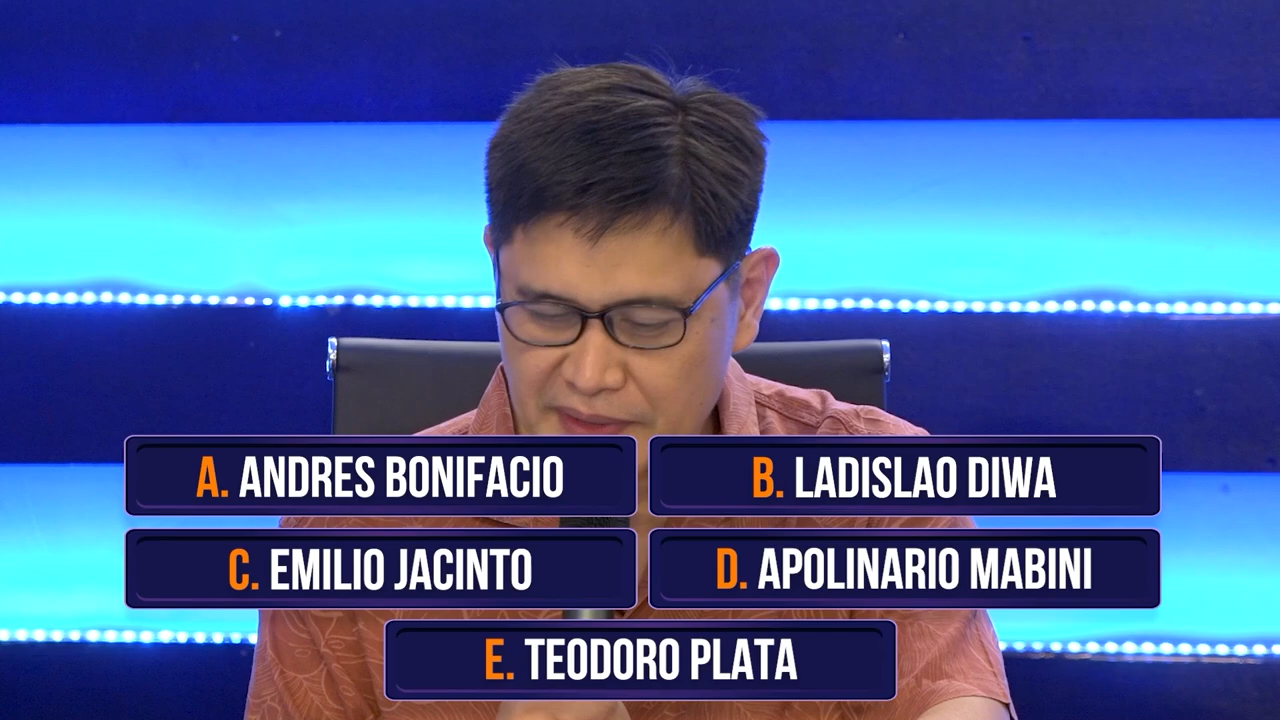 A. ANDRES BONIFACIO
B. LADISLAO DIWA
C. EMILIO JACINTO
D. APOLINARIO MABINI
E. TEODORO PLATA